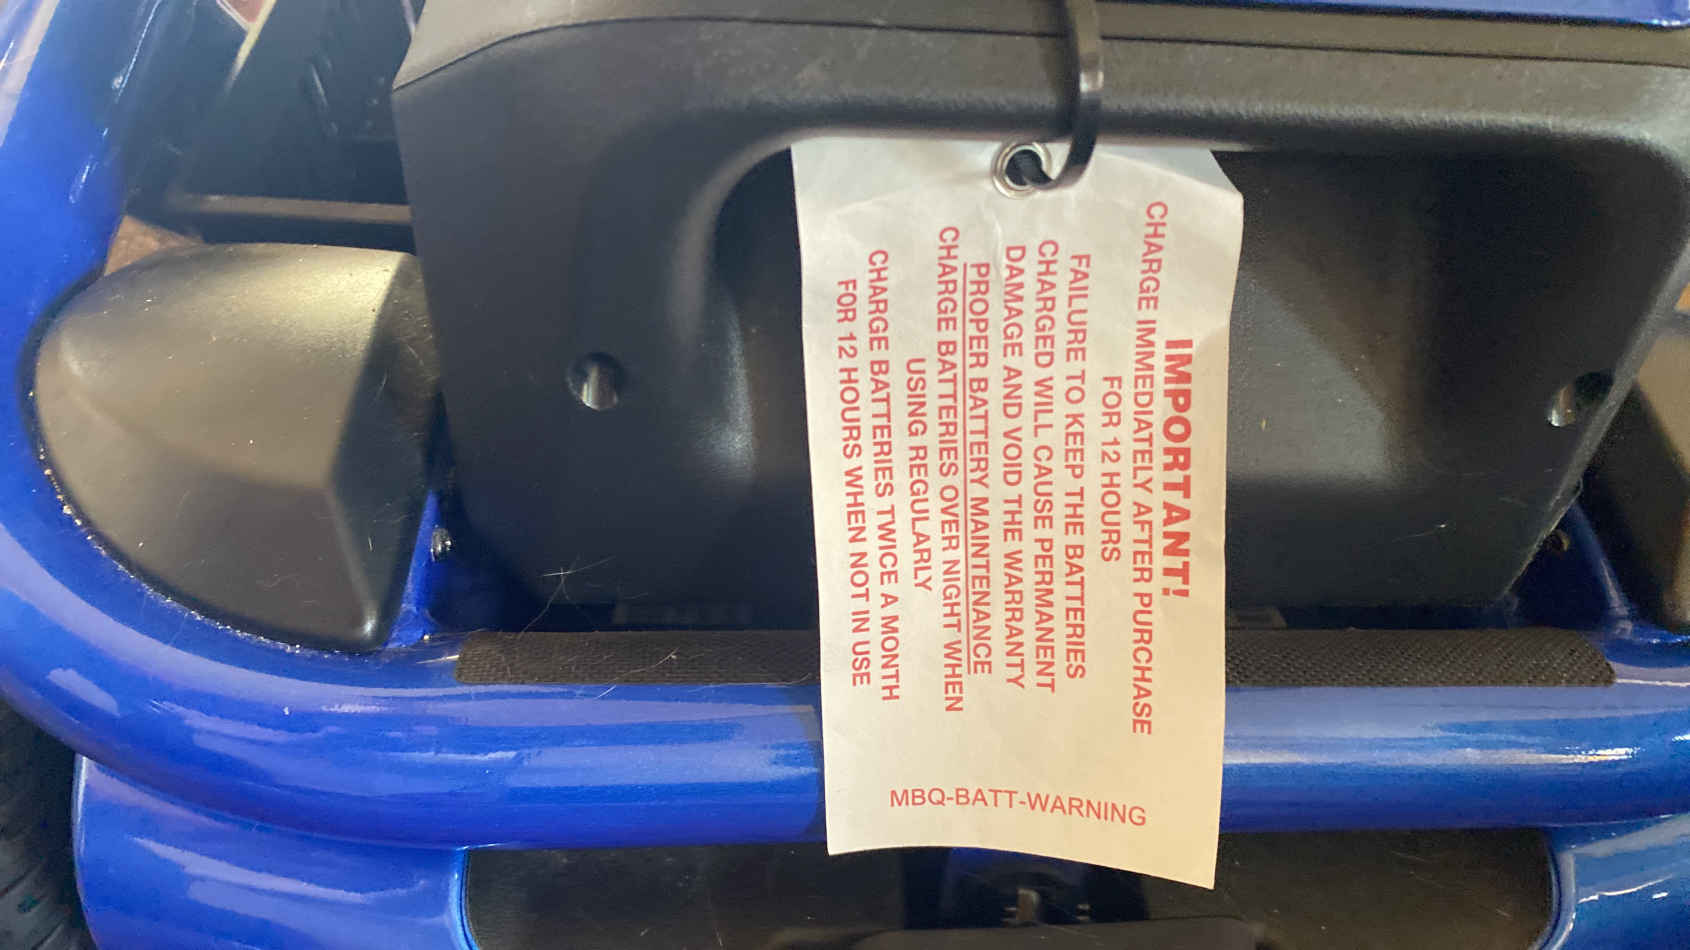 IMPORTANT!
CHARGE IMMEDIATELY AFTER PURCHASE
FOR 12 HOURS
FAILURE TO KEEP THE BATTERIES
CHARGED WILL CAUSE PERMANENT
DAMAGE AND VOID THE WARRANTY
PROPER BATTERY MAINTENANCE
CHARGE BATTERIES OVER NIGHT WHEN
USING REGULARLY
CHARGE BATTERIES TWICE A MONTH
FOR 12 HOURS WHEN NOT IN USE
MBQ-BATT-WARNING